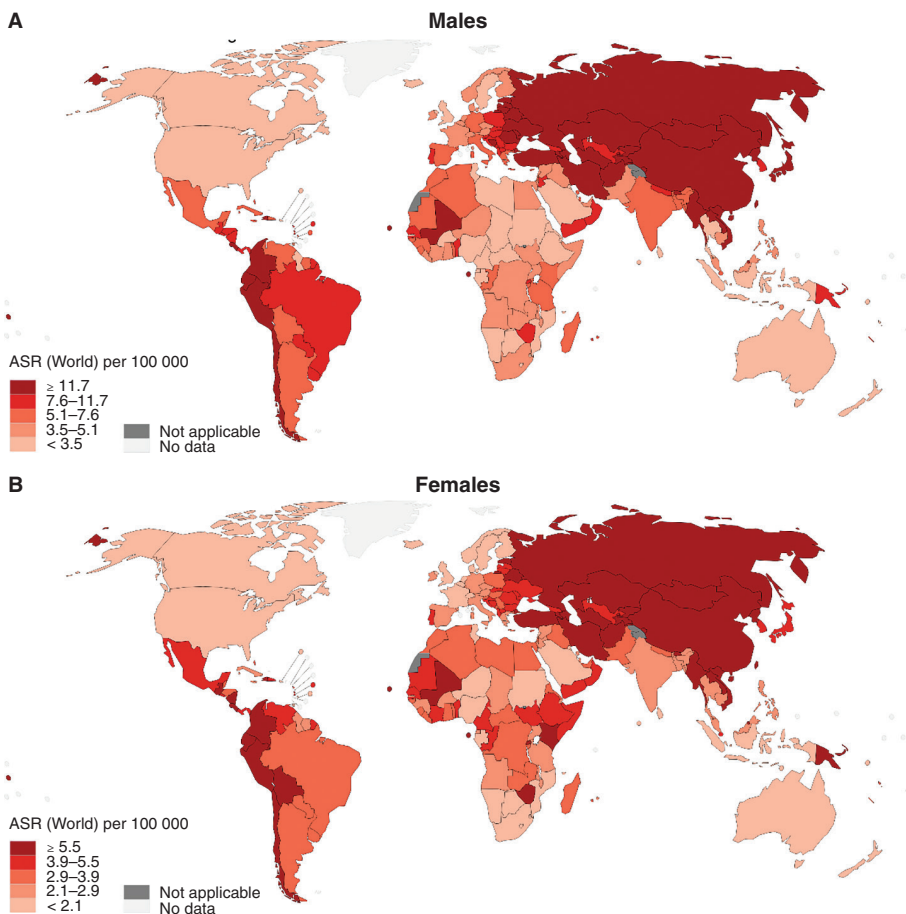 A
Males
ASR (World) per 100 000
≥ 11.7
7.6–11.7
5.1–7.6
3.5–5.1
< 3.5
Not applicable
No data
B
Females
ASR (World) per 100 000
≥ 5.5
3.9–5.5
2.9–3.9
2.1–2.9
< 2.1
Not applicable
No data